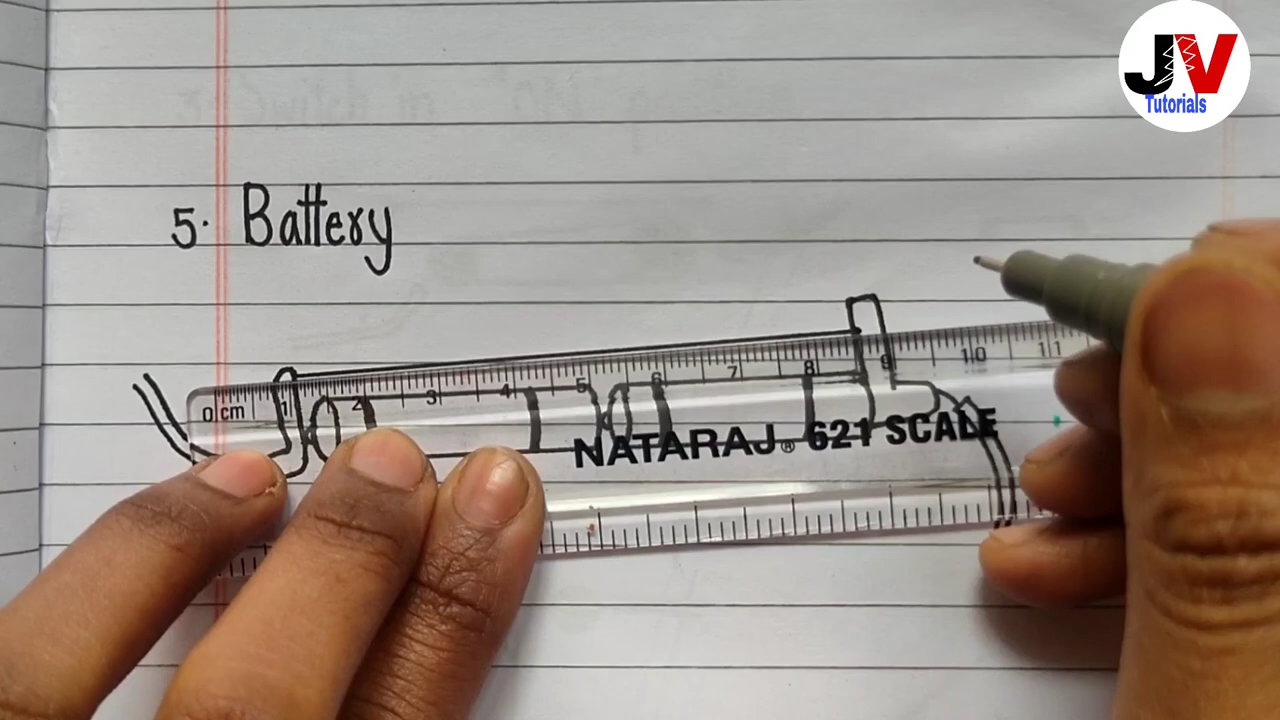 JV
Tutorials
5. Battery
0 cm 1 2 3 4 5 6 7 8 9 10 11
NATARAJ® 621 SCALE